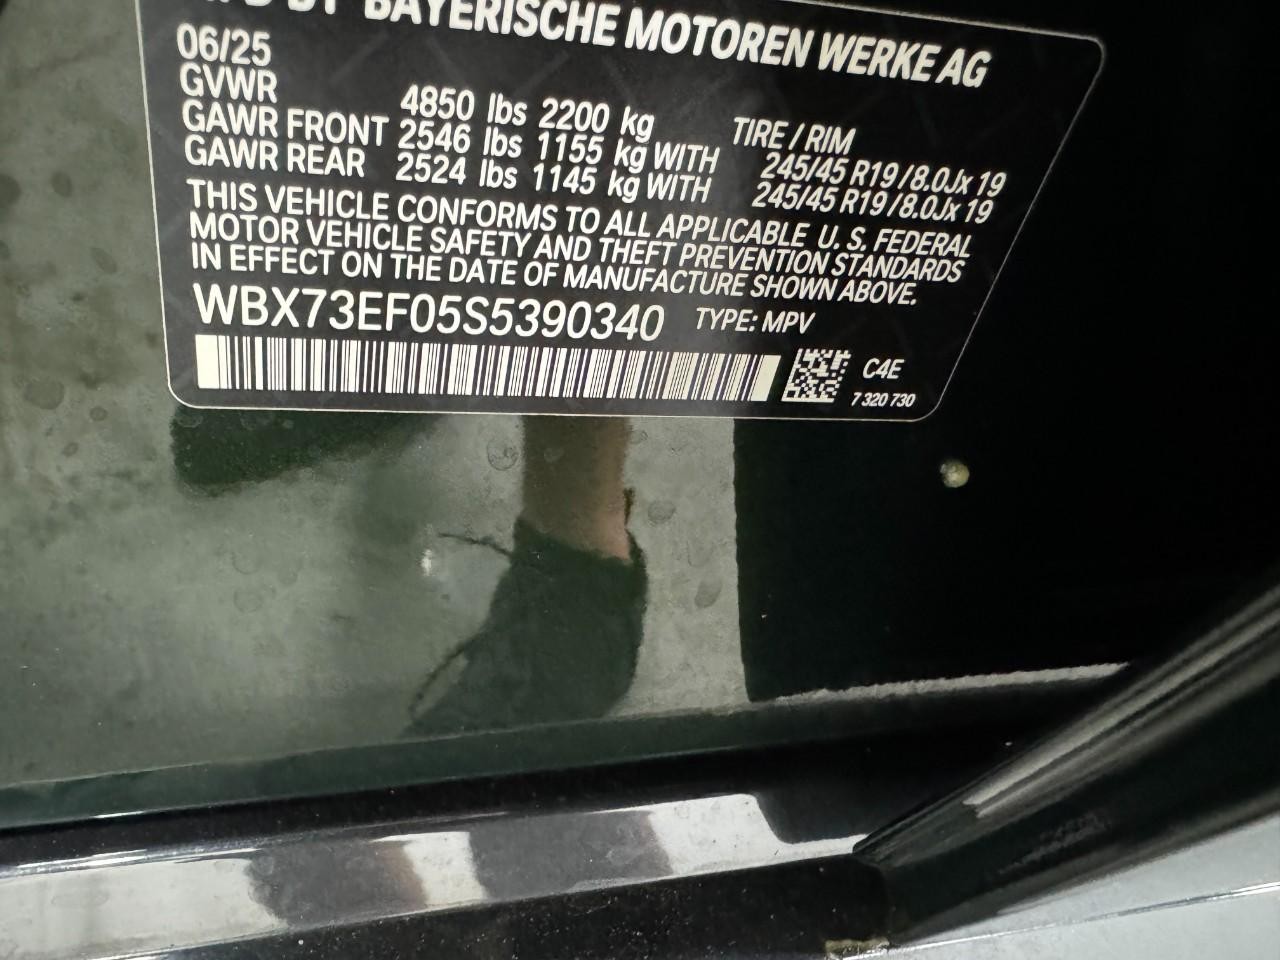 MFD BY BAYERISCHE MOTOREN WERKE AG
06/25
GVWR 4850 lbs 2200 kg TIRE / RIM
GAWR FRONT 2546 lbs 1155 kg WITH 245/45 R19 / 8.0Jx 19
GAWR REAR 2524 lbs 1145 kg WITH 245/45 R19 / 8.0Jx 19
THIS VEHICLE CONFORMS TO ALL APPLICABLE U. S. FEDERAL
MOTOR VEHICLE SAFETY AND THEFT PREVENTION STANDARDS
IN EFFECT ON THE DATE OF MANUFACTURE SHOWN ABOVE.
WBX73EF05S5390340 TYPE: MPV
C4E
7 320 730